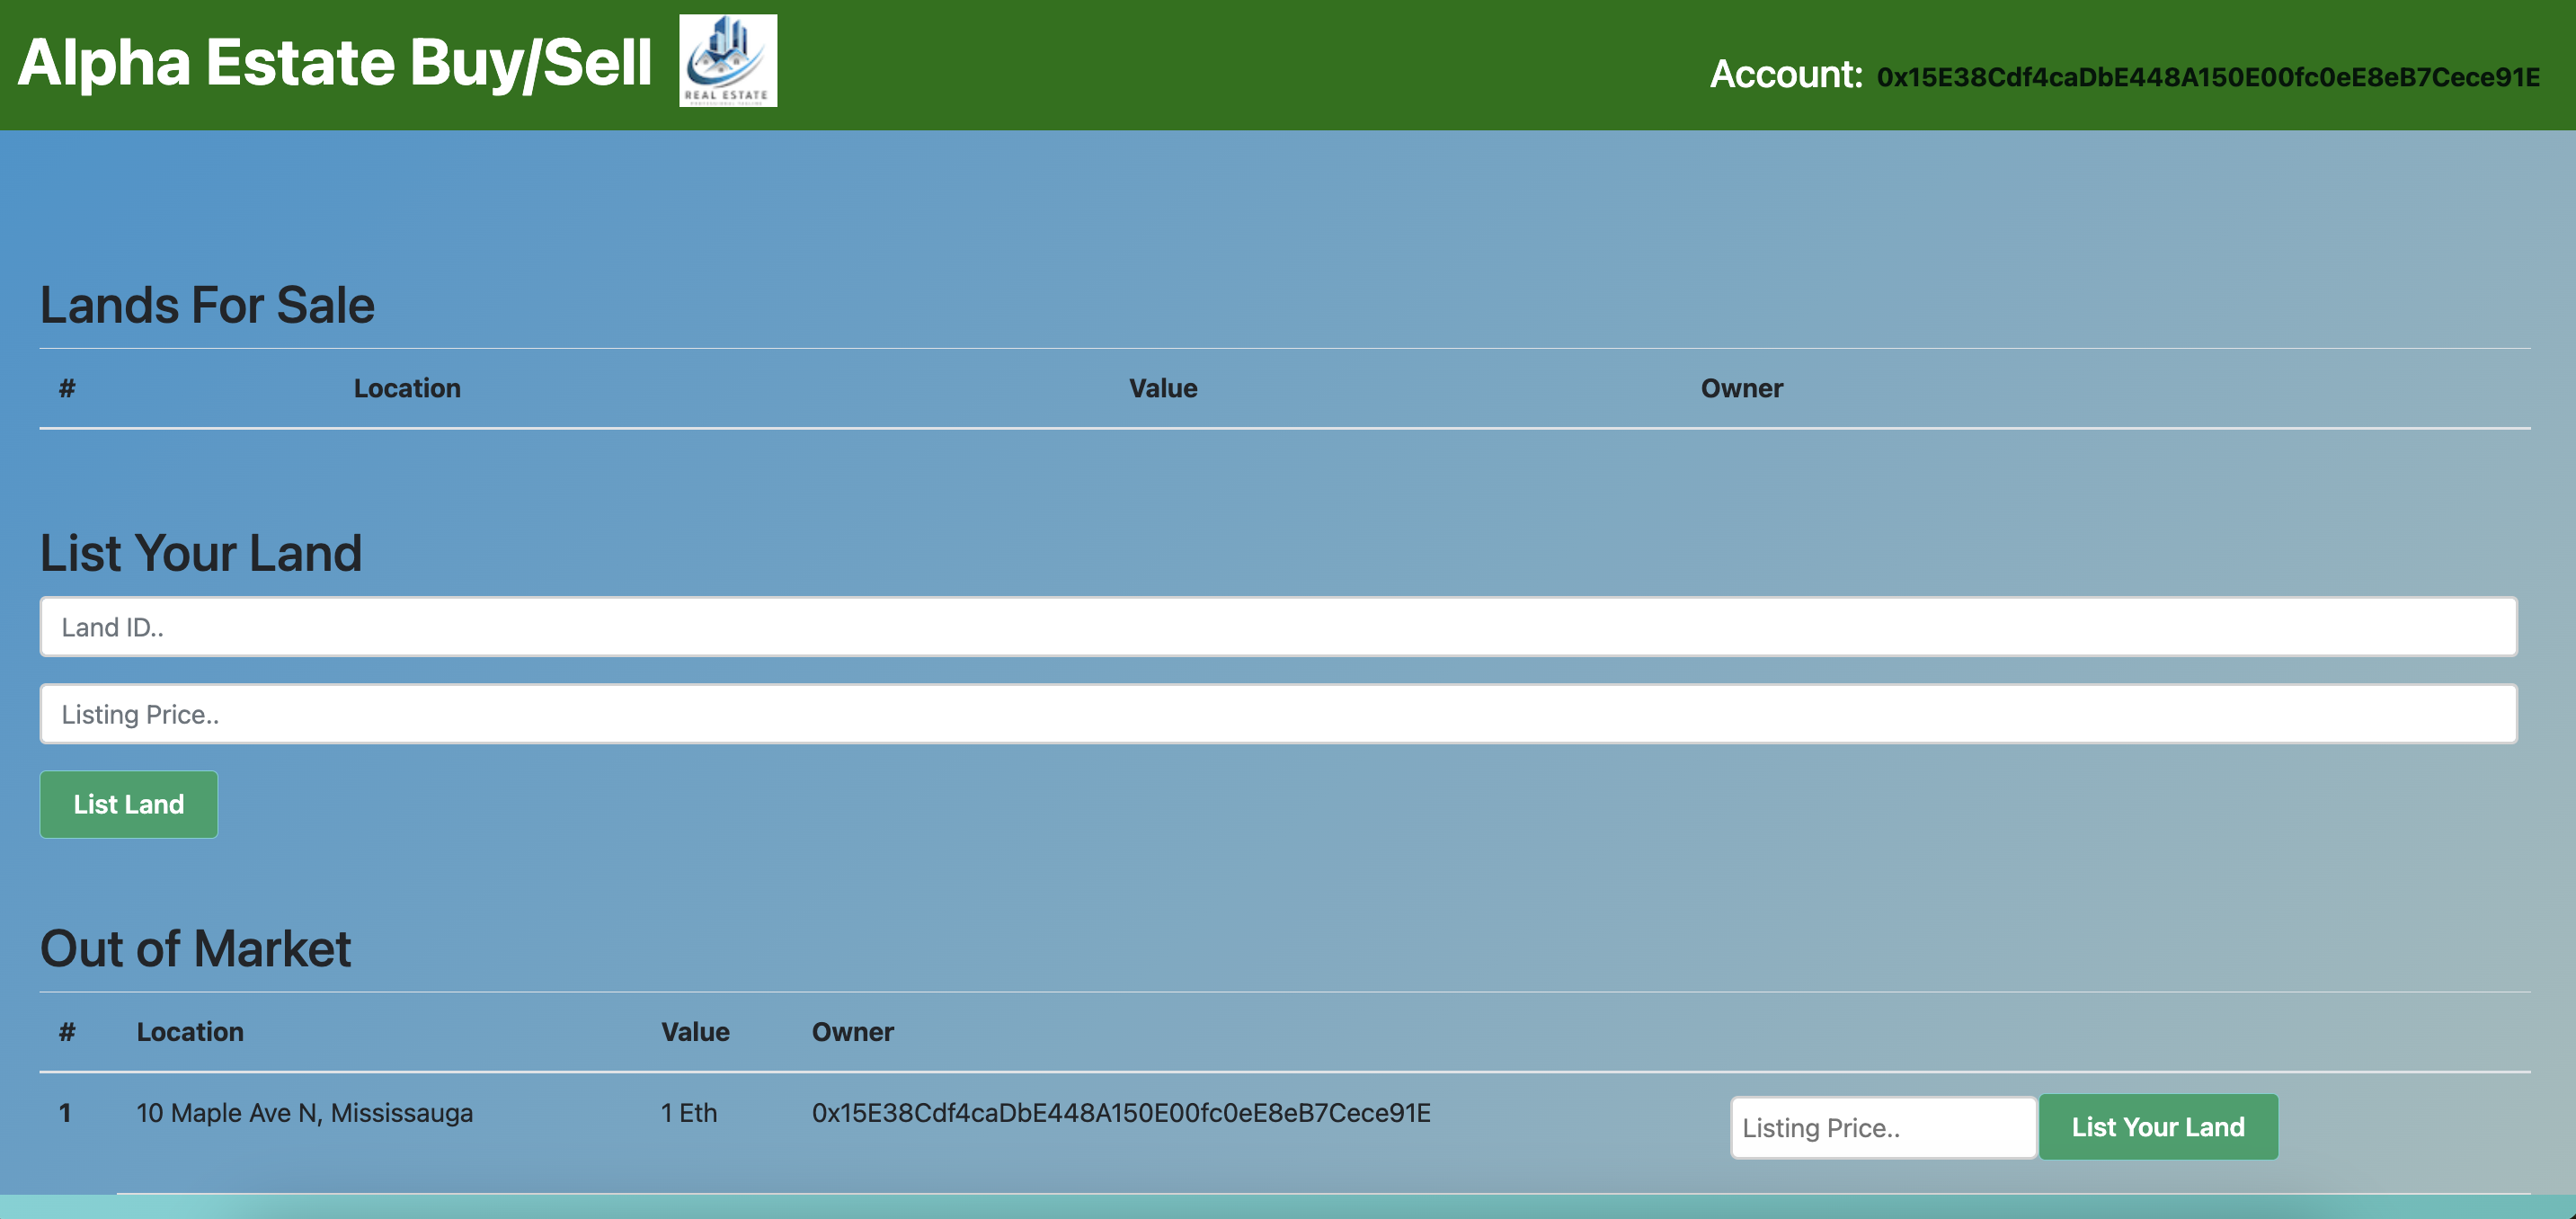 Alpha Estate Buy/Sell
REAL ESTATE
Account: 0x15E38Cdf4caDbE448A150E00fc0eE8eB7Cece91E
Lands For Sale
# Location Value Owner
List Your Land
Land ID..
Listing Price..
List Land
Out of Market
# Location Value Owner
1 10 Maple Ave N, Mississauga 1 Eth 0x15E38Cdf4caDbE448A150E00fc0eE8eB7Cece91E Listing Price.. List Your Land